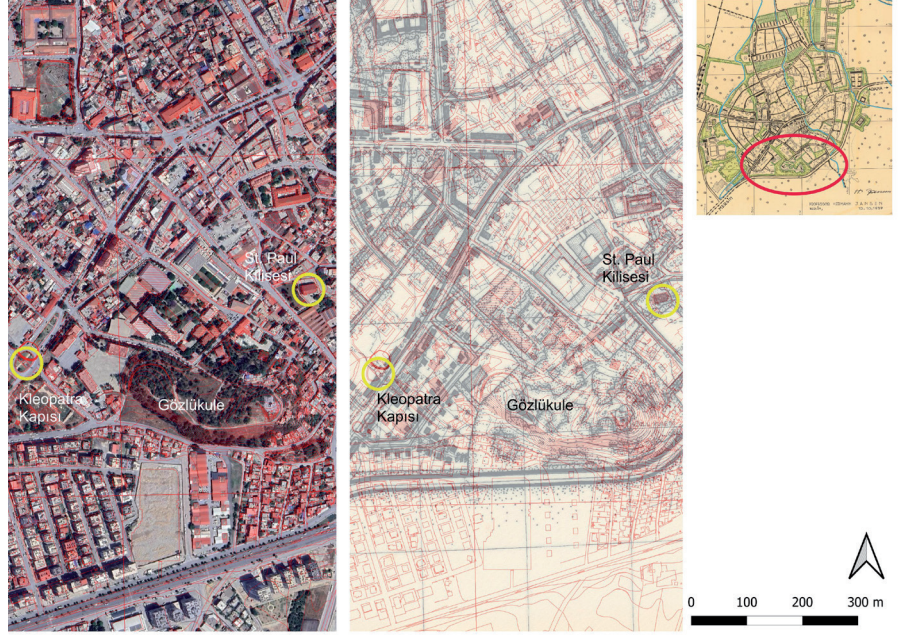 St. Paul
Kilisesi
Kleopatra
Kapısı
Gözlükule
St. Paul
Kilisesi
Kleopatra
Kapısı
Gözlükule
0 100 200 300 m